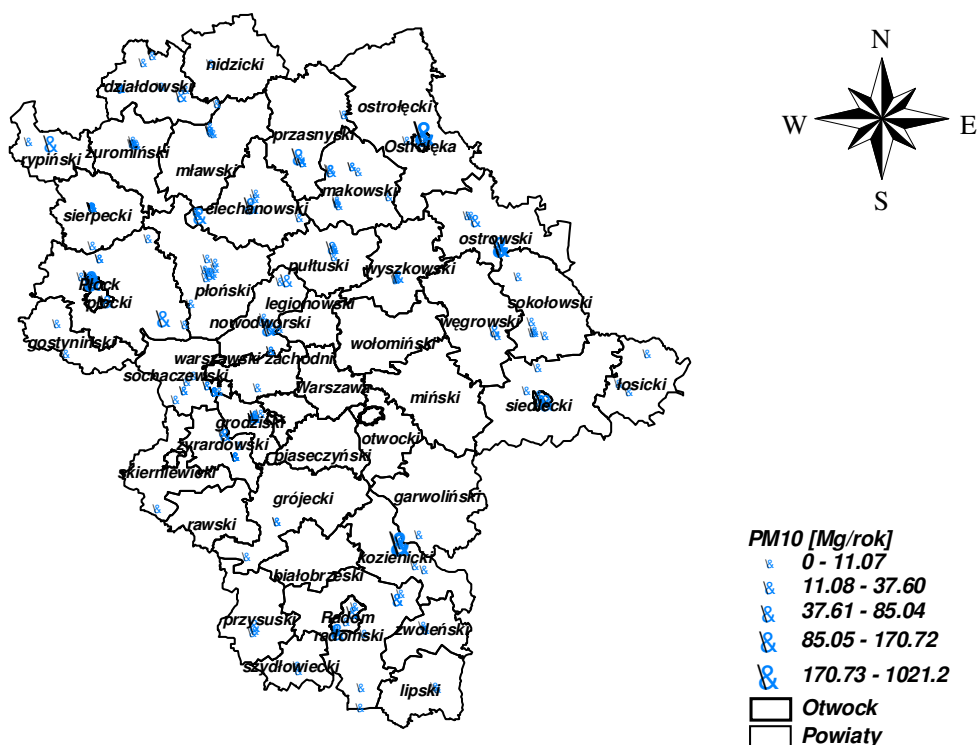 N
nidzicki
działdowski
ostrołęcki
W
E
Ostrołęka
przasnyski
żuromiński
rypiński
mławski
makowski
S
ciechanowski
sierpecki
ostrowski
pułtuski
wyszkowski
Płock
płoński
płocki
legionowski
sokołowski
nowodworski
węgrowski
gostyniński
wołomiński
warszawski zachodni
sochaczewski
łosicki
Warszawa
miński
siedlecki
grodziski
otwocki
żyrardowski
piaseczyński
skierniewicki
grójecki
garwoliński
rawski
PM10 [Mg/rok]
kozienicki
& 0 - 11.07
białobrzeski
& 11.08 - 37.60
& 37.61 - 85.04
przysuski
Radom
radomski
zwoleński
& 85.05 - 170.72
szydłowiecki
& 170.73 - 1021.2
lipski
Otwock
Powiaty